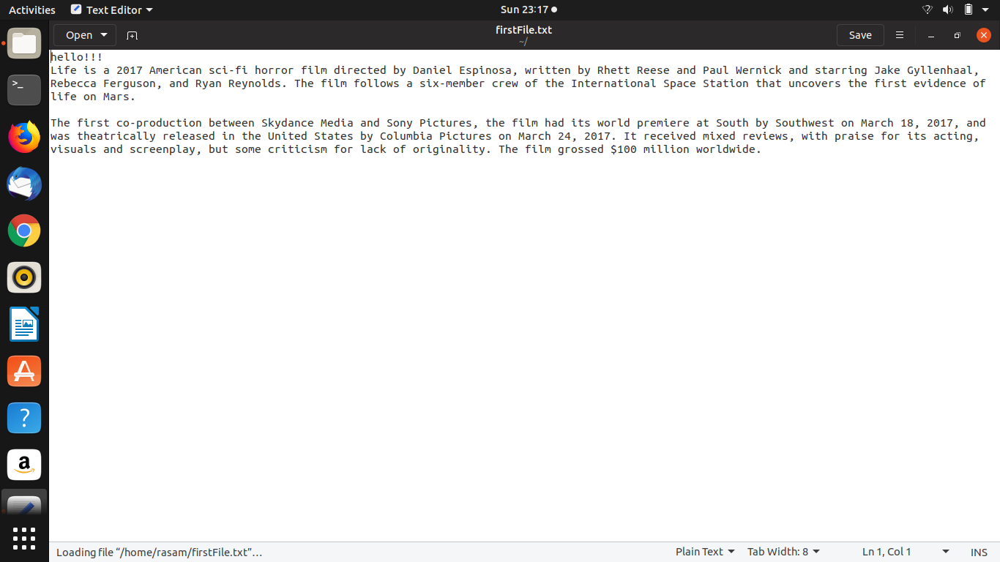 Activities Text Editor Sun 23:17
Open firstFile.txt Save
~/
hello!!!
Life is a 2017 American sci-fi horror film directed by Daniel Espinosa, written by Rhett Reese and Paul Wernick and starring Jake Gyllenhaal,
Rebecca Ferguson, and Ryan Reynolds. The film follows a six-member crew of the International Space Station that uncovers the first evidence of
life on Mars.
The first co-production between Skydance Media and Sony Pictures, the film had its world premiere at South by Southwest on March 18, 2017, and
was theatrically released in the United States by Columbia Pictures on March 24, 2017. It received mixed reviews, with praise for its acting,
visuals and screenplay, but some criticism for lack of originality. The film grossed $100 million worldwide.
Loading file “/home/rasam/firstFile.txt”… Plain Text Tab Width: 8 Ln 1, Col 1 INS